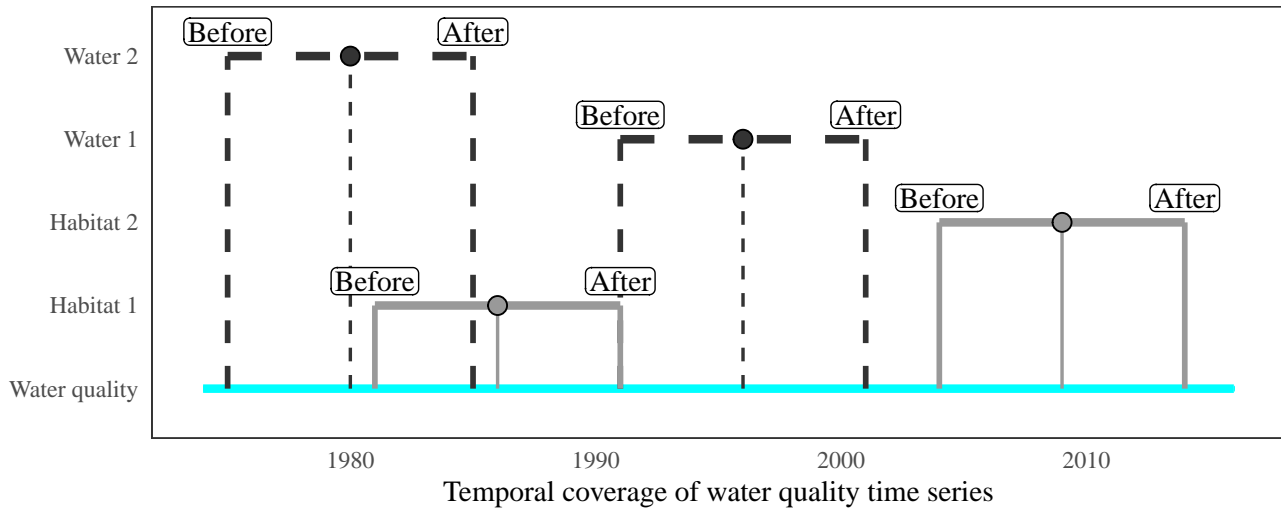 Before After
Water 2
Before After
Water 1
Before After
Habitat 2
Before After
Habitat 1
Water quality
1980 1990 2000 2010
Temporal coverage of water quality time series